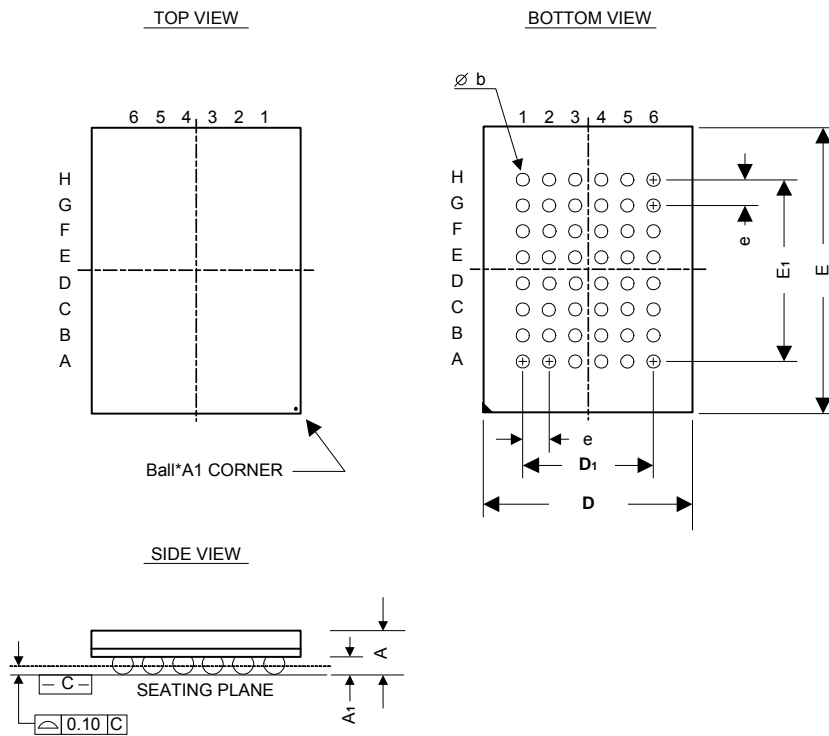 TOP VIEW
6 5 4 3 2 1
H
G
F
E
D
C
B
A
Ball*A1 CORNER
BOTTOM VIEW
⌀ b
1 2 3 4 5 6
H
G
F
E
D
C
B
A
e
E1
E
e
D1
D
SIDE VIEW
A
A1
– C –
SEATING PLANE
⌓ 0.10 C